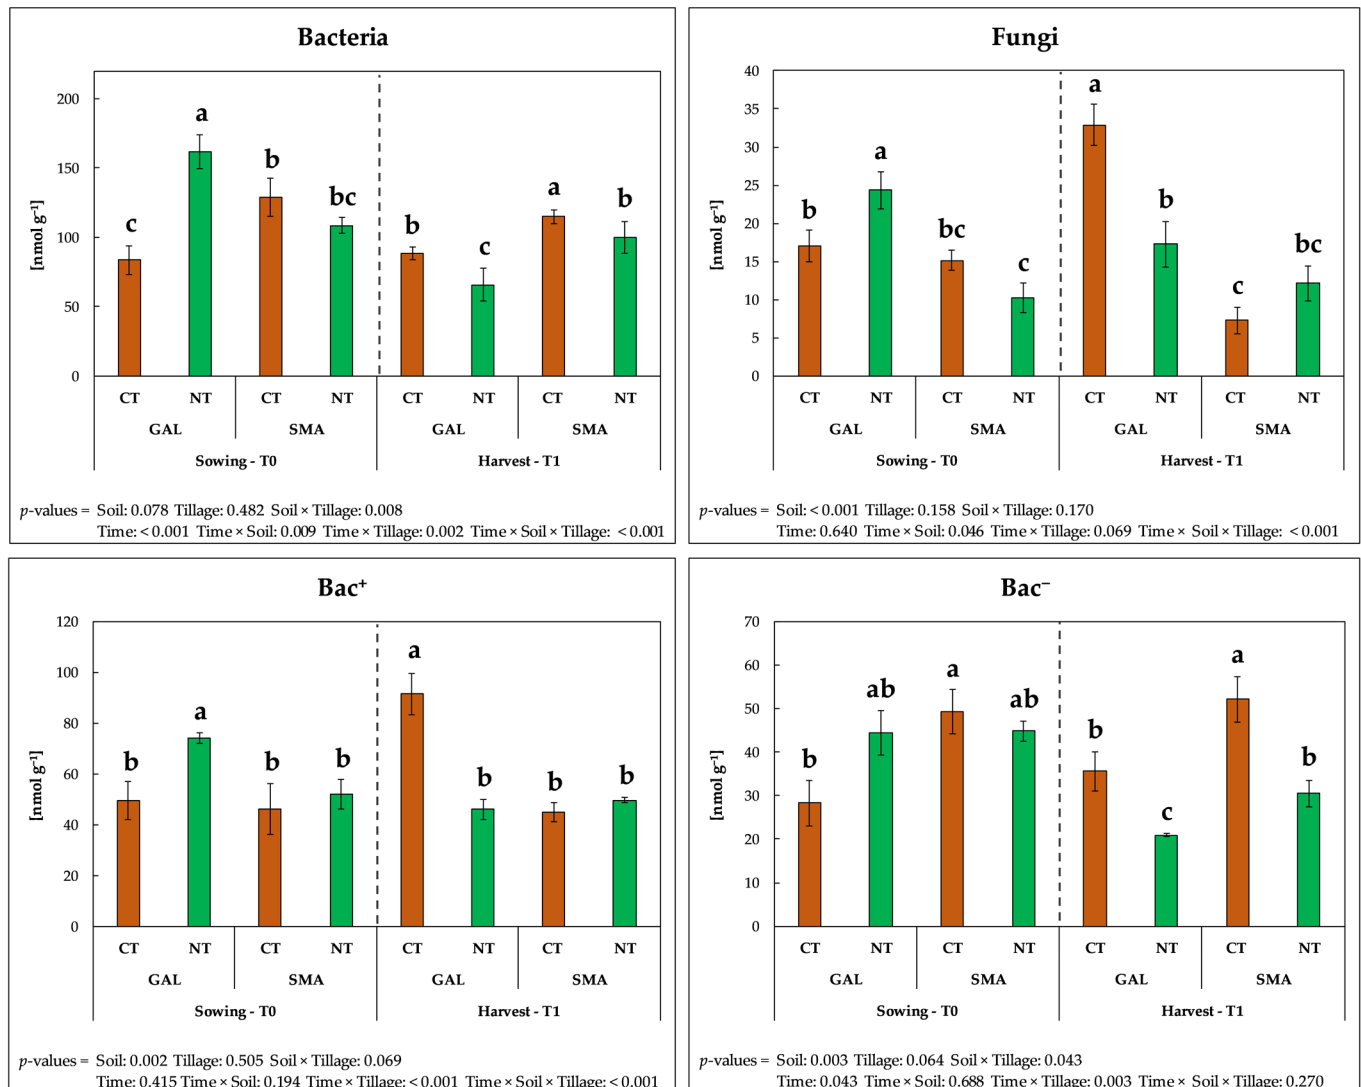 Bacteria
200
150
100
50
0
[nmol g⁻¹]
c
a
b
bc
b
c
a
b
CT NT CT NT CT NT CT NT
GAL SMA GAL SMA
Sowing - T0 Harvest - T1
p-values = Soil: 0.078 Tillage: 0.482 Soil × Tillage: 0.008
Time: < 0.001 Time × Soil: 0.009 Time × Tillage: 0.002 Time × Soil × Tillage: < 0.001
Fungi
40
35
30
25
20
15
10
5
0
[nmol g⁻¹]
b
a
bc
c
a
b
c
bc
CT NT CT NT CT NT CT NT
GAL SMA GAL SMA
Sowing - T0 Harvest - T1
p-values = Soil: < 0.001 Tillage: 0.158 Soil × Tillage: 0.170
Time: 0.640 Time × Soil: 0.046 Time × Tillage: 0.069 Time × Soil × Tillage: < 0.001
Bac⁺
120
100
80
60
40
20
0
[nmol g⁻¹]
b
a
b
b
a
b
b
b
CT NT CT NT CT NT CT NT
GAL SMA GAL SMA
Sowing - T0 Harvest - T1
p-values = Soil: 0.002 Tillage: 0.505 Soil × Tillage: 0.069
Time: 0.415 Time × Soil: 0.194 Time × Tillage: < 0.001 Time × Soil × Tillage: < 0.001
Bac⁻
70
60
50
40
30
20
10
0
[nmol g⁻¹]
b
ab
a
ab
b
c
a
b
CT NT CT NT CT NT CT NT
GAL SMA GAL SMA
Sowing - T0 Harvest - T1
p-values = Soil: 0.003 Tillage: 0.064 Soil × Tillage: 0.043
Time: 0.043 Time × Soil: 0.688 Time × Tillage: 0.003 Time × Soil × Tillage: 0.270